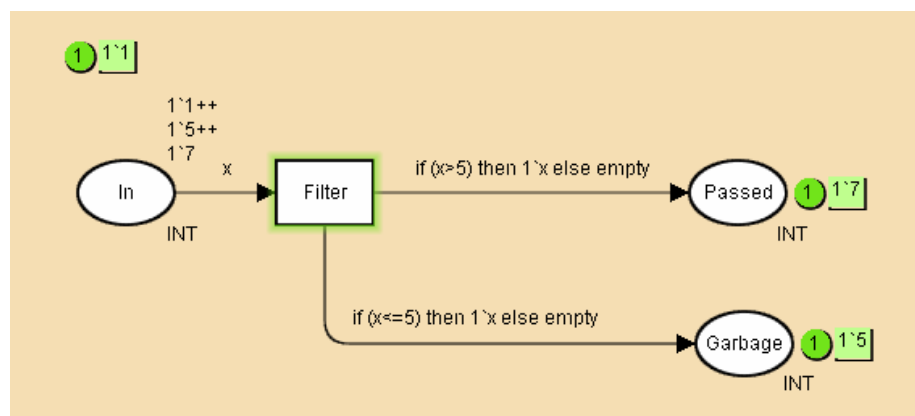 1 1`1
1`1++
1`5++
1`7
x
In
INT
Filter
if (x>5) then 1`x else empty
Passed
1 1`7
INT
if (x<=5) then 1`x else empty
Garbage
1 1`5
INT